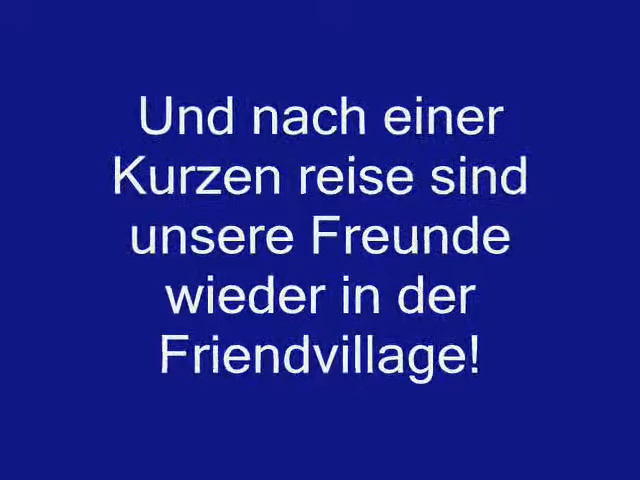 Und nach einer
Kurzen reise sind
unsere Freunde
wieder in der
Friendvillage!